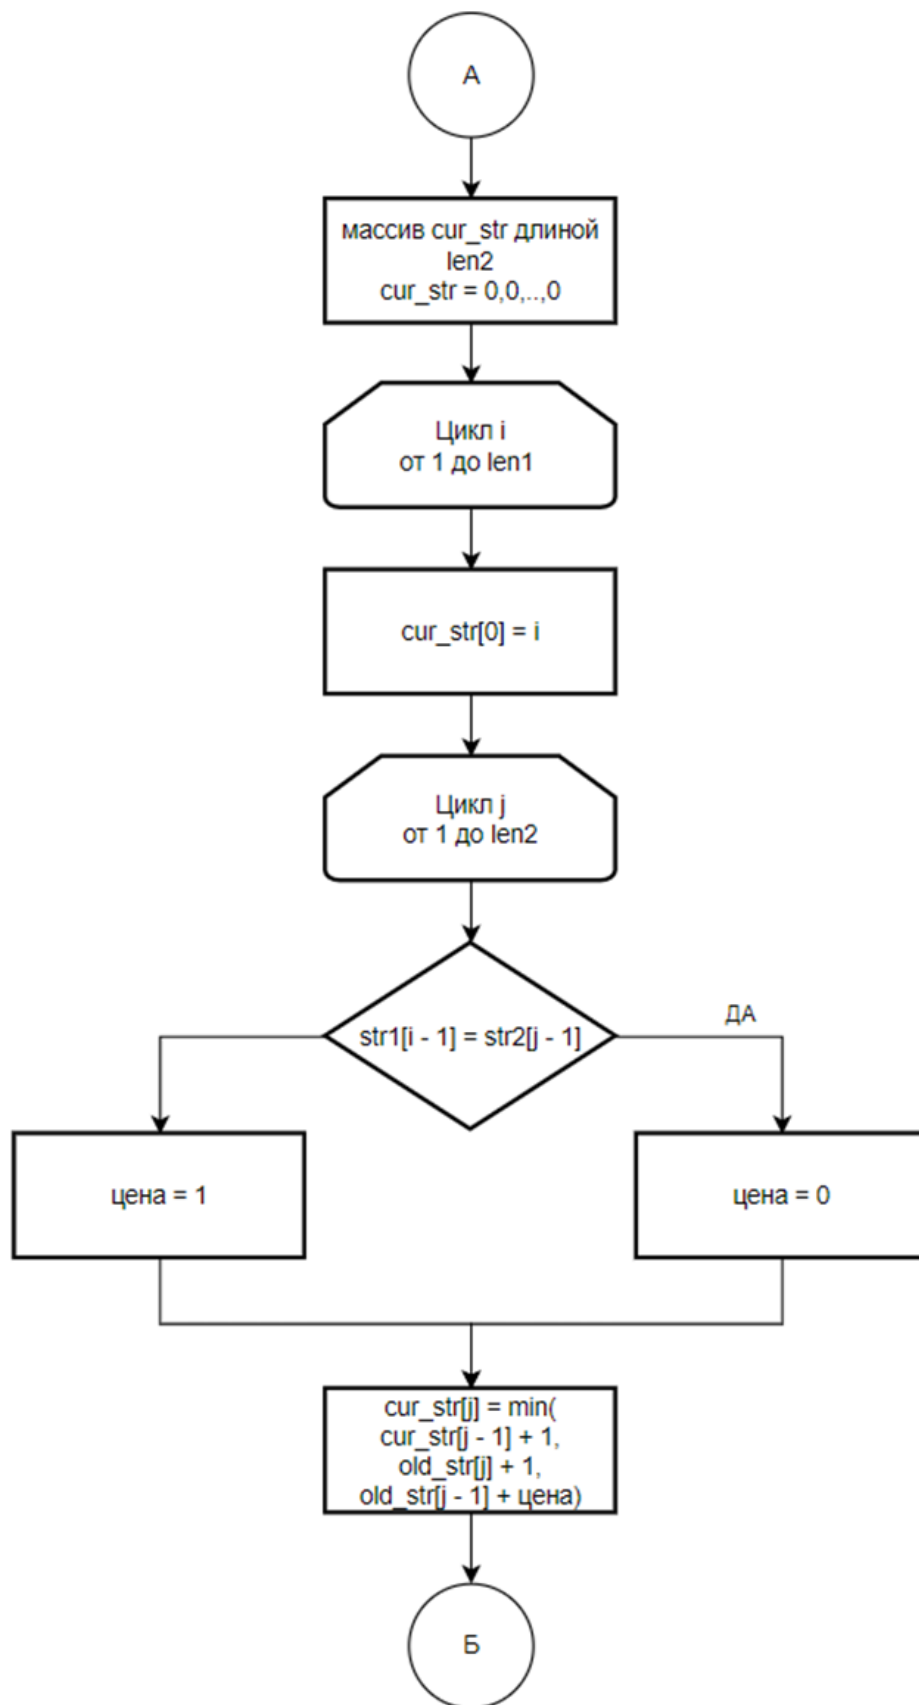 А
массив cur_str длиной
len2
cur_str = 0,0,..,0
Цикл i
от 1 до len1
cur_str[0] = i
Цикл j
от 1 до len2
str1[i - 1] = str2[j - 1]
ДА
цена = 1
цена = 0
cur_str[j] = min(
cur_str[j - 1] + 1,
old_str[j] + 1,
old_str[j - 1] + цена)
Б